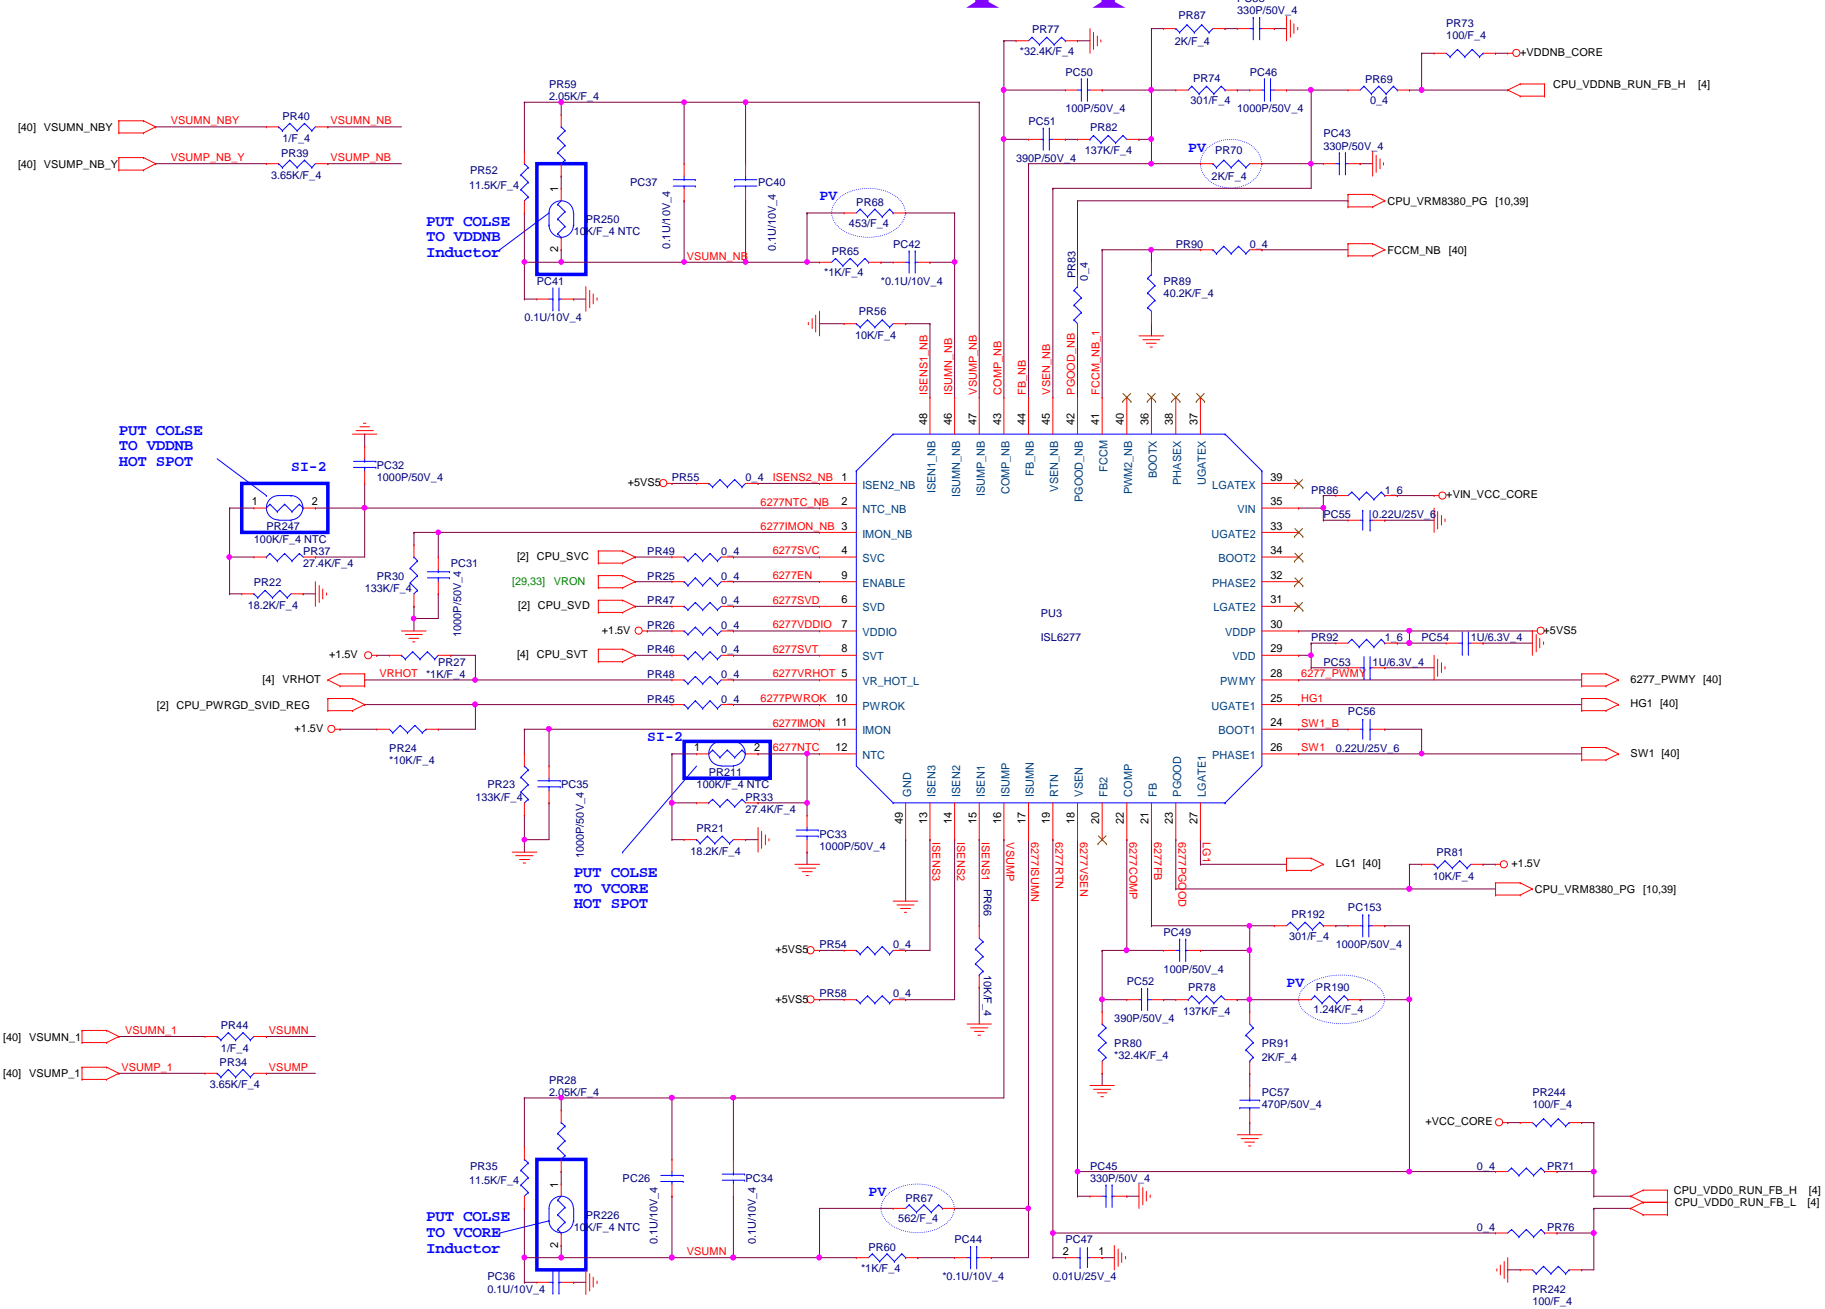 PC38
330P/50V_4
PR87
2K/F_4
PR77
*32.4K/F_4
PR73
100/F_4
+VDDNB_CORE
PC50
100P/50V_4
PR74
301/F_4
PC46
1000P/50V_4
PR69
0_4
CPU_VDDNB_RUN_FB_H [4]
PR59
2.05K/F_4
[40] VSUMN_NBY
VSUMN_NBY
PR40
1/F_4
VSUMN_NB
[40] VSUMP_NB_Y
VSUMP_NB_Y
PR39
3.65K/F_4
VSUMP_NB
PC51
390P/50V_4
PR82
137K/F_4
PV
PR70
2K/F_4
PC43
330P/50V_4
PR52
11.5K/F_4
1
PR250
10K/F_4 NTC
2
PUT COLSE
TO VDDNB
Inductor
PC37
0.1U/10V_4
PC40
0.1U/10V_4
PV
PR68
453/F_4
PR65
*1K/F_4
PC42
*0.1U/10V_4
VSUMN_NB
PC41
0.1U/10V_4
PR56
10K/F_4
CPU_VRM8380_PG [10,39]
PR83
0_4
PR90
0_4
FCCM_NB [40]
PR89
40.2K/F_4
ISENS1_NB
ISUMN_NB
VSUMP_NB
COMP_NB
FB_NB
VSEN_NB
PGOOD_NB
FCCM_NB_1
48
46
47
43
44
45
42
41
40
36
38
37
ISEN1_NB
ISUMN_NB
ISUMP_NB
COMP_NB
FB_NB
VSEN_NB
PGOOD_NB
FCCM
PWM2_NB
BOOTX
PHASEX
UGATEX
PUT COLSE
TO VDDNB
HOT SPOT
SI-2
PC32
1000P/50V_4
1
2
PR247
100K/F_4 NTC
PR37
27.4K/F_4
PR22
18.2K/F_4
PR30
133K/F_4
PC31
1000P/50V_4
+5VS5
PR55
0_4
ISENS2_NB
1
ISEN2_NB
6277NTC_NB
2
NTC_NB
6277IMON_NB
3
IMON_NB
[2] CPU_SVC
PR49
0_4
6277SVC
4
SVC
[29,33] VRON
PR25
0_4
6277EN
9
ENABLE
[2] CPU_SVD
PR47
0_4
6277SVD
6
SVD
+1.5V
PR26
0_4
6277VDDIO
7
VDDIO
[4] CPU_SVT
PR46
0_4
6277SVT
8
SVT
+1.5V
PR27
*1K/F_4
[4] VRHOT
VRHOT
PR48
0_4
6277VRHOT
5
VR_HOT_L
[2] CPU_PWRGD_SVID_REG
PR45
0_4
6277PWROK
10
PWROK
+1.5V
PR24
*10K/F_4
6277IMON
11
IMON
6277NTC
12
NTC
PU3
ISL6277
LGATEX
39
VIN
35
PR86
1_6
+VIN_VCC_CORE
PC55
0.22U/25V_6
UGATE2
33
BOOT2
34
PHASE2
32
LGATE2
31
VDDP
30
+5VS5
VDD
29
PR92
1_6
PC54
1U/6.3V_4
PC53
1U/6.3V_4
PWMY
28
6277_PWMY
6277_PWMY [40]
UGATE1
25
HG1
HG1 [40]
BOOT1
24
SW1_B
PC56
0.22U/25V_6
PHASE1
26
SW1
SW1 [40]
SI-2
1
2
PR211
100K/F_4 NTC
PR33
27.4K/F_4
PR21
18.2K/F_4
PC33
1000P/50V_4
PR23
133K/F_4
PC35
1000P/50V_4
PUT COLSE
TO VCORE
HOT SPOT
GND
ISEN3
ISEN2
ISEN1
ISUMP
ISUMN
RTN
VSEN
FB2
COMP
FB
PGOOD
LGATE1
49
13
14
15
16
17
19
18
20
22
21
23
27
ISENS3
ISENS2
ISENS1
VSUMP
6277ISUMN
6277RTN
6277VSEN
6277COMP
6277FB
6277PGOOD
LG1
LG1 [40]
PR81
10K/F_4
+1.5V
CPU_VRM8380_PG [10,39]
PR66
10K/F_4
+5VS5
PR54
0_4
+5VS5
PR58
0_4
PR192
301/F_4
PC153
1000P/50V_4
PC49
100P/50V_4
PC52
390P/50V_4
PR78
137K/F_4
PV
PR190
1.24K/F_4
PR80
*32.4K/F_4
PR91
2K/F_4
PC57
470P/50V_4
[40] VSUMN_1
VSUMN_1
PR44
1/F_4
VSUMN
[40] VSUMP_1
VSUMP_1
PR34
3.65K/F_4
VSUMP
PR28
2.05K/F_4
PR35
11.5K/F_4
1
PR226
10K/F_4 NTC
2
PUT COLSE
TO VCORE
Inductor
PC26
0.1U/10V_4
PC34
0.1U/10V_4
PV
PR67
562/F_4
PR60
*1K/F_4
PC44
*0.1U/10V_4
VSUMN
PC36
0.1U/10V_4
PC45
330P/50V_4
2
PC47
1
0.01U/25V_4
+VCC_CORE
PR244
100/F_4
0_4
PR71
CPU_VDD0_RUN_FB_H [4]
CPU_VDD0_RUN_FB_L [4]
0_4
PR76
PR242
100/F_4